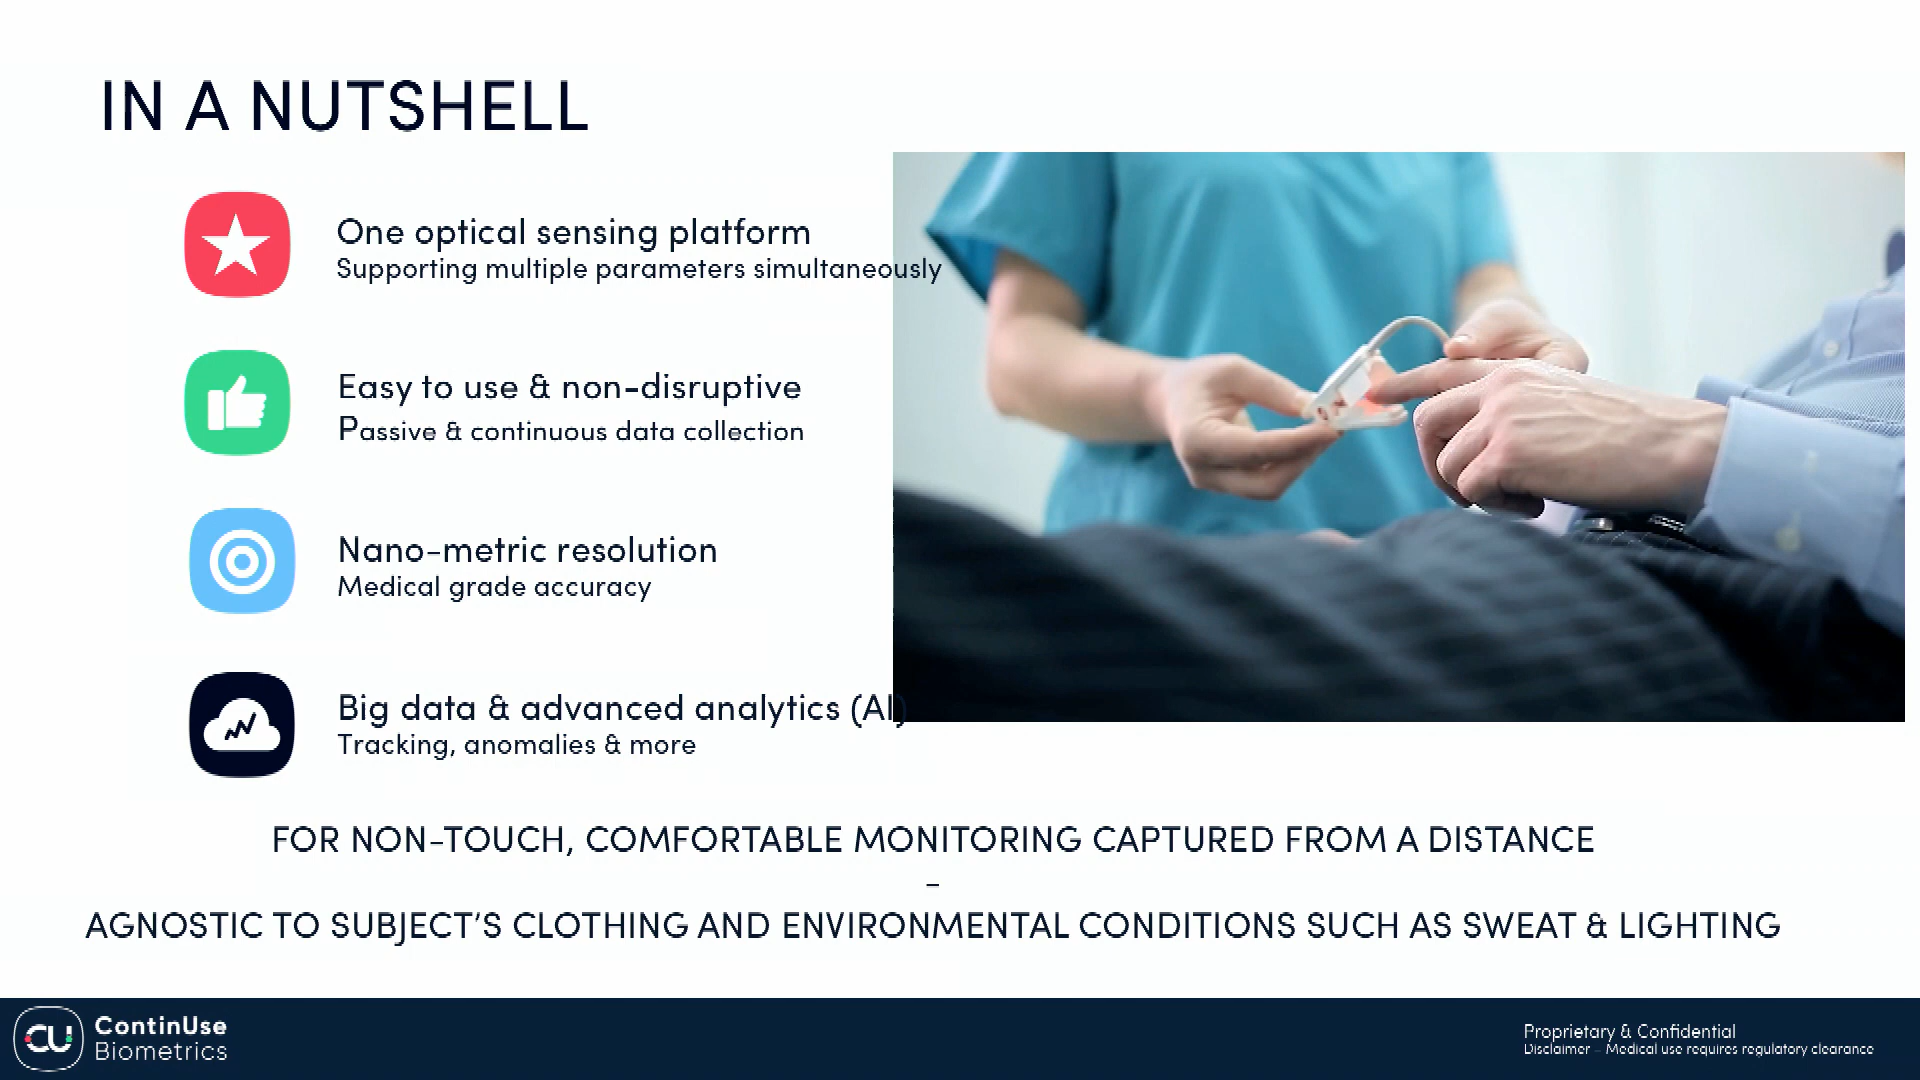 IN A NUTSHELL
One optical sensing platform
Supporting multiple parameters simultaneously
Easy to use & non-disruptive
Passive & continuous data collection
Nano-metric resolution
Medical grade accuracy
Big data & advanced analytics (AI)
Tracking, anomalies & more
FOR NON-TOUCH, COMFORTABLE MONITORING CAPTURED FROM A DISTANCE
–
AGNOSTIC TO SUBJECT'S CLOTHING AND ENVIRONMENTAL CONDITIONS SUCH AS SWEAT & LIGHTING
CU
ContinUse
Biometrics
Proprietary & Confidential
Disclaimer – Medical use requires regulatory clearance